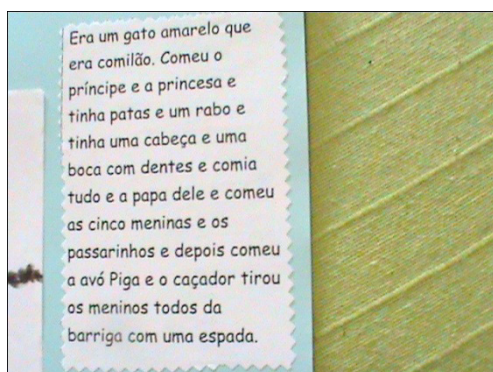 Era um gato amarelo que
era comilão. Comeu o
príncipe e a princesa e
tinha patas e um rabo e
tinha uma cabeça e uma
boca com dentes e comia
tudo e a papa dele e comeu
as cinco meninas e os
passarinhos e depois comeu
a avó Piga e o caçador tirou
os meninos todos da
barriga com uma espada.